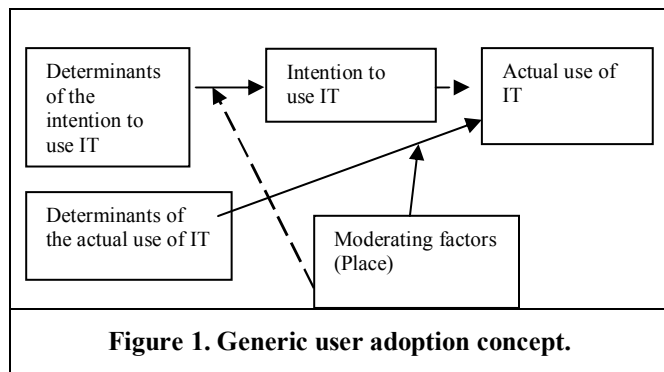 Determinants
of the
intention to
use IT
Intention to
use IT
Actual use of
IT
Determinants of
the actual use of IT
Moderating factors
(Place)
Figure 1. Generic user adoption concept.